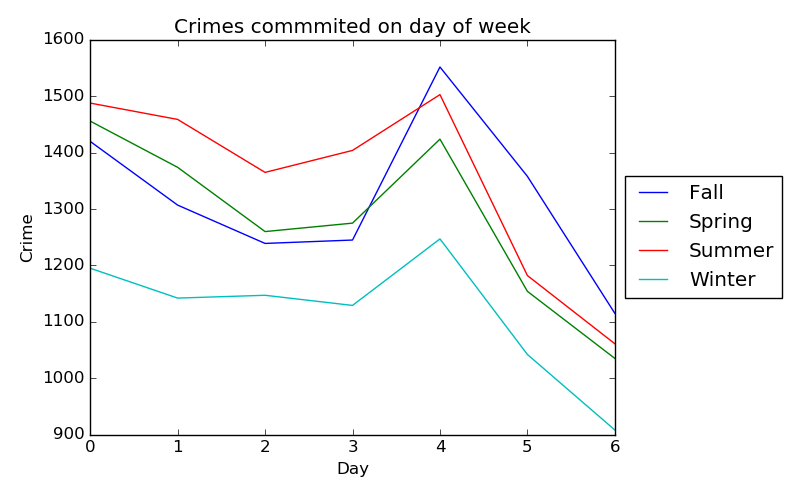 Crimes commmited on day of week
1600
1500
1400
1300
1200
1100
1000
900
Crime
0 1 2 3 4 5 6
Day
Fall
Spring
Summer
Winter